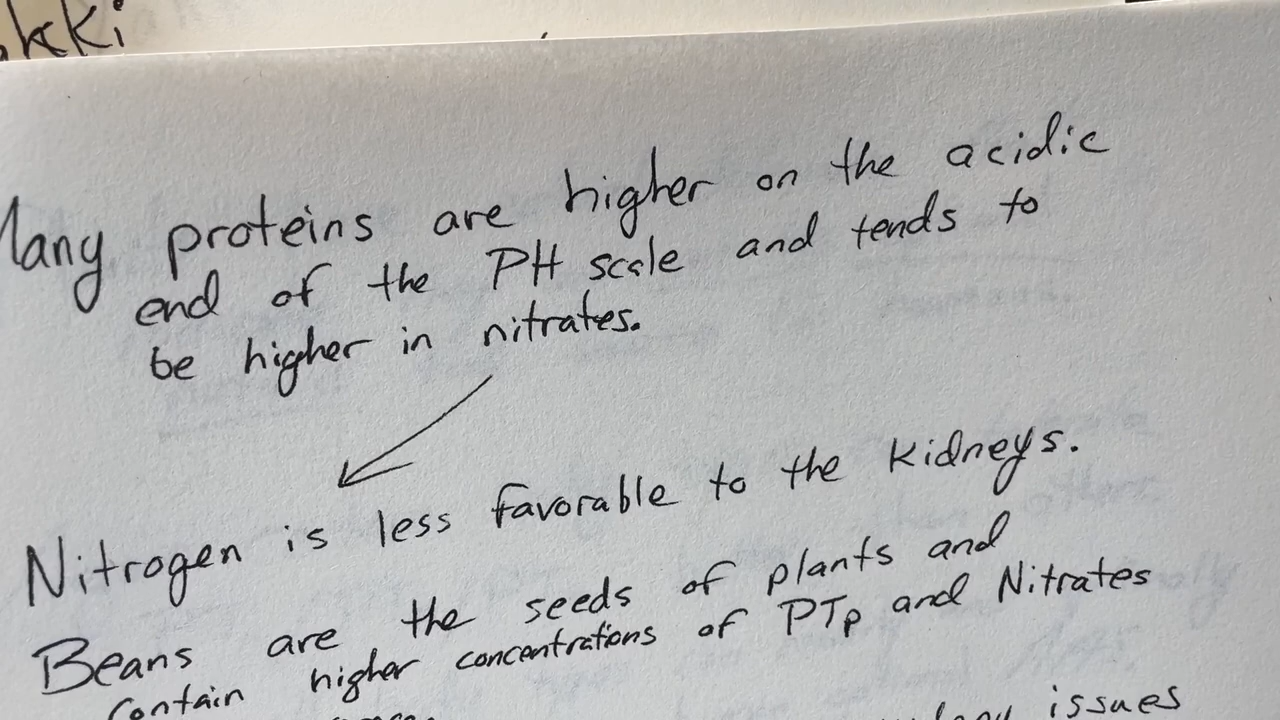 Many proteins are higher on the acidic
end of the PH scale and tends to
be higher in nitrates.
Nitrogen is less favorable to the kidneys.
Beans are the seeds of plants and
contain higher concentrations of PTp and Nitrates
issues